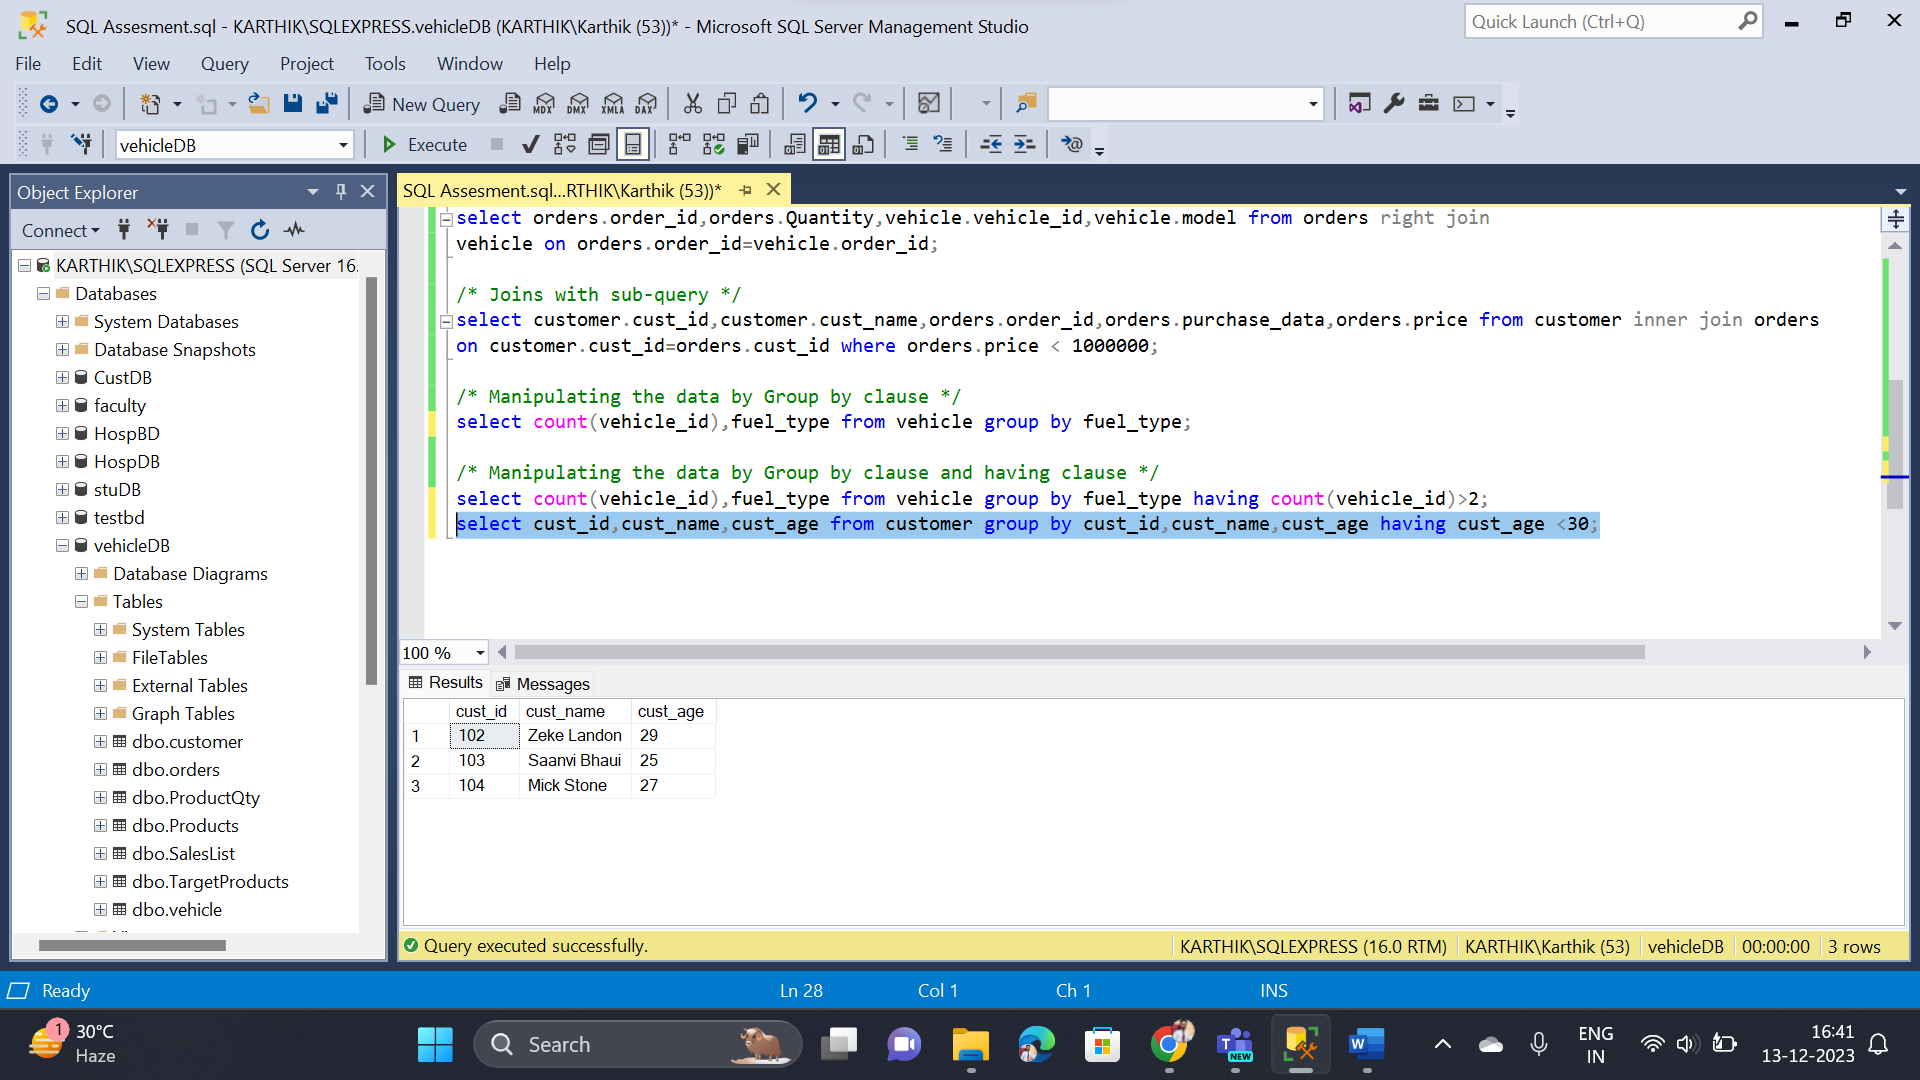 SQL Assesment.sql - KARTHIK\SQLEXPRESS.vehicleDB (KARTHIK\Karthik (53))* - Microsoft SQL Server Management Studio
Quick Launch (Ctrl+Q)
File Edit View Query Project Tools Window Help
New Query MDX DMX XMLA DAX
vehicleDB Execute
Object Explorer
Connect
KARTHIK\SQLEXPRESS (SQL Server 16.
Databases
System Databases
Database Snapshots
CustDB
faculty
HospBD
HospDB
stuDB
testbd
vehicleDB
Database Diagrams
Tables
System Tables
FileTables
External Tables
Graph Tables
dbo.customer
dbo.orders
dbo.ProductQty
dbo.Products
dbo.SalesList
dbo.TargetProducts
dbo.vehicle
SQL Assesment.sql...RTHIK\Karthik (53))*
select orders.order_id,orders.Quantity,vehicle.vehicle_id,vehicle.model from orders right join
vehicle on orders.order_id=vehicle.order_id;
/* Joins with sub-query */
select customer.cust_id,customer.cust_name,orders.order_id,orders.purchase_data,orders.price from customer inner join orders
on customer.cust_id=orders.cust_id where orders.price < 1000000;
/* Manipulating the data by Group by clause */
select count(vehicle_id),fuel_type from vehicle group by fuel_type;
/* Manipulating the data by Group by clause and having clause */
select count(vehicle_id),fuel_type from vehicle group by fuel_type having count(vehicle_id)>2;
select cust_id,cust_name,cust_age from customer group by cust_id,cust_name,cust_age having cust_age <30;
100 %
Results Messages
cust_id cust_name cust_age
1 102 Zeke Landon 29
2 103 Saanvi Bhaui 25
3 104 Mick Stone 27
Query executed successfully. KARTHIK\SQLEXPRESS (16.0 RTM) KARTHIK\Karthik (53) vehicleDB 00:00:00 3 rows
Ready Ln 28 Col 1 Ch 1 INS
1 30°C
Haze
Search
NEW
W
ENG
IN
16:41
13-12-2023